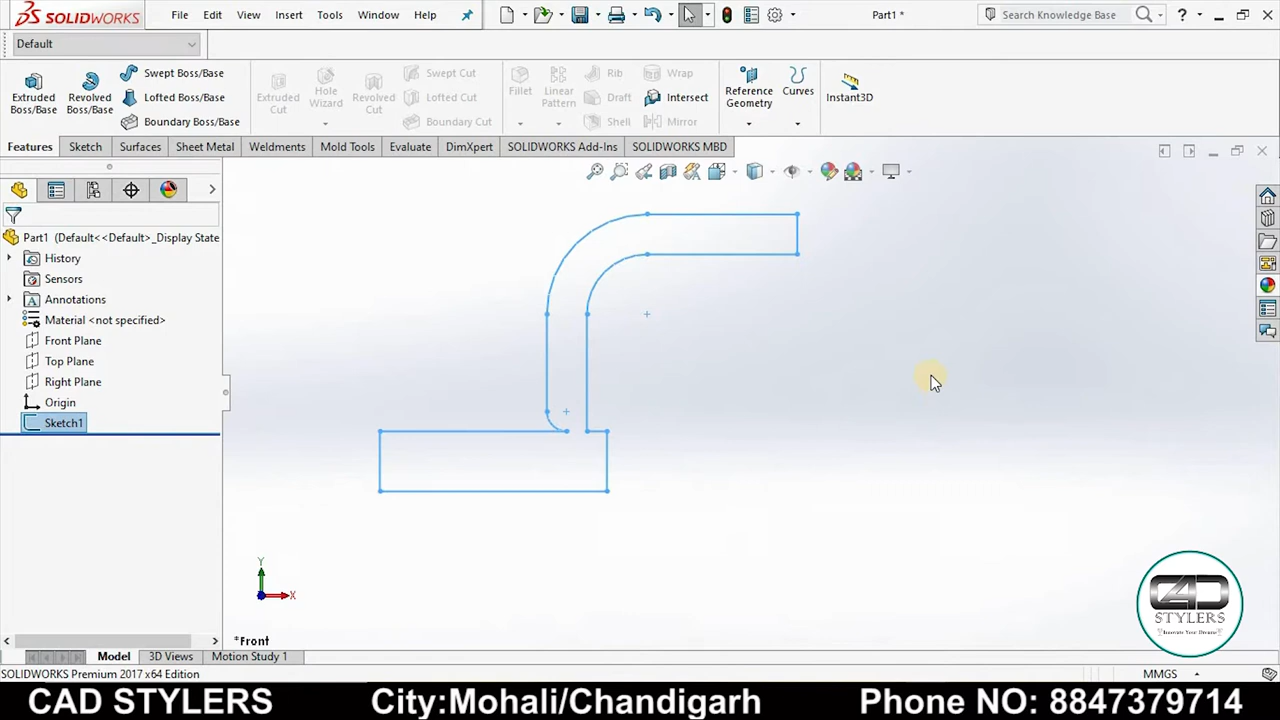 SOLIDWORKS File Edit View Insert Tools Window Help Part1 * Search Knowledge Base ?
Default
Extruded Boss/Base
Revolved Boss/Base
Swept Boss/Base
Lofted Boss/Base
Boundary Boss/Base
Extruded Cut
Hole Wizard
Revolved Cut
Swept Cut
Lofted Cut
Boundary Cut
Fillet
Linear Pattern
Rib
Draft
Shell
Wrap
Intersect
Mirror
Reference Geometry
Curves
Instant3D
Features Sketch Surfaces Sheet Metal Weldments Mold Tools Evaluate DimXpert SOLIDWORKS Add-Ins SOLIDWORKS MBD
Part1 (Default<<Default>_Display State
History
Sensors
Annotations
Material <not specified>
Front Plane
Top Plane
Right Plane
Origin
Sketch1
Y
X
*Front
CAD
STYLERS
Innovate Your Dreams
Model 3D Views Motion Study 1
SOLIDWORKS Premium 2017 x64 Edition MMGS
CAD STYLERS City:Mohali/Chandigarh Phone NO: 8847379714